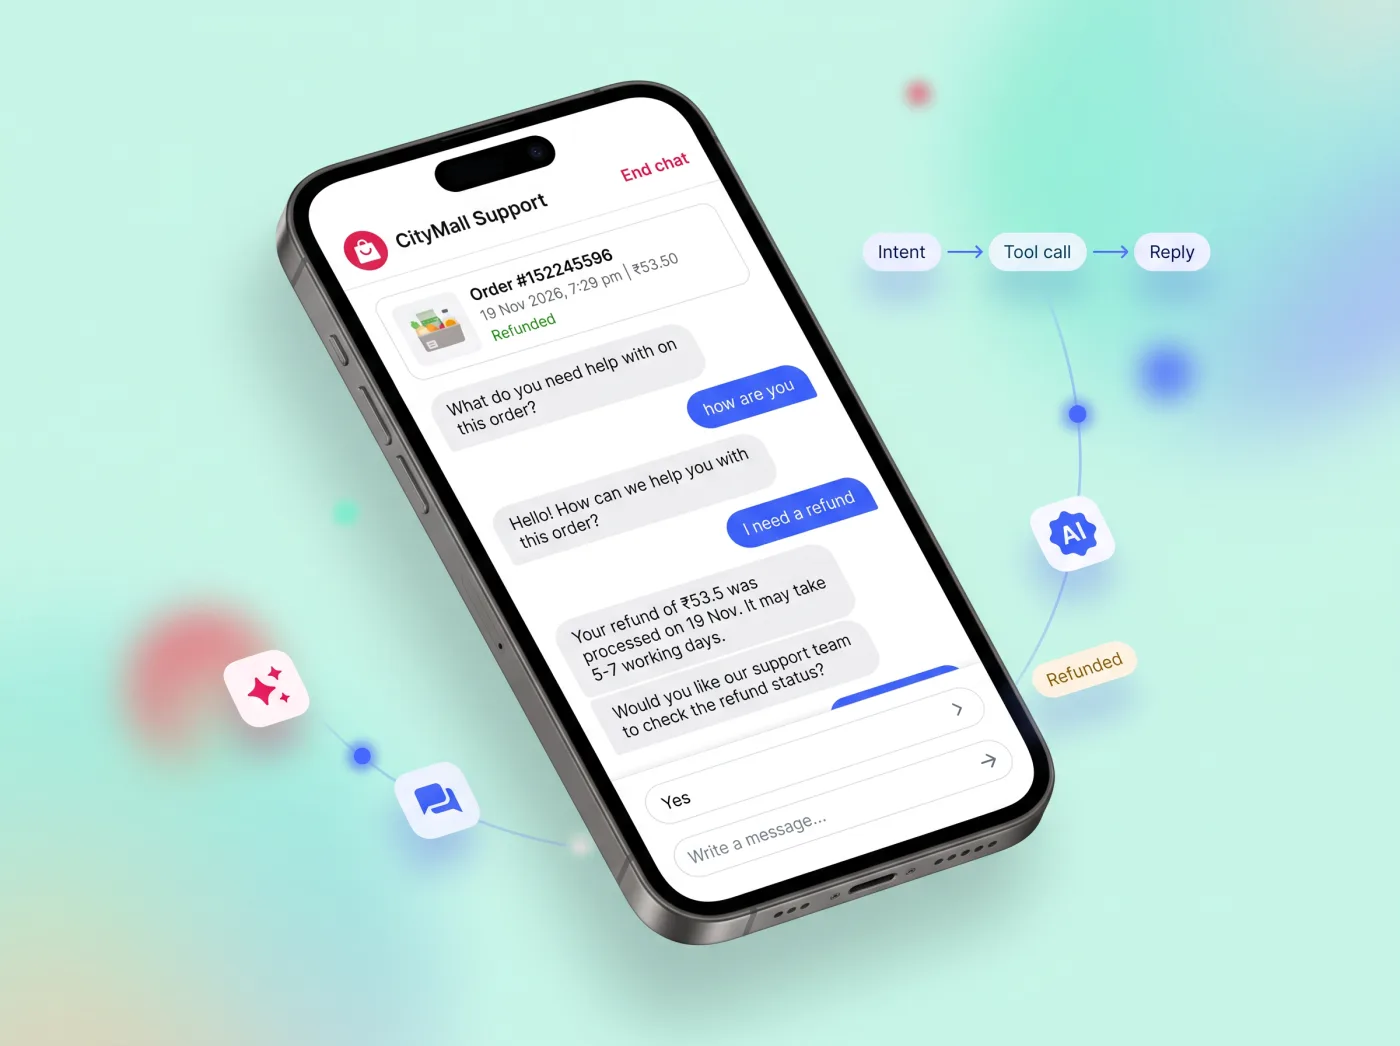 End chat
CityMall Support
Order #152245596
19 Nov 2026, 7:29 pm | ₹53.50
Refunded
What do you need help with on
this order?
how are you
Hello! How can we help you with
this order?
I need a refund
Your refund of ₹53.5 was
processed on 19 Nov. It may take
5-7 working days.
Would you like our support team
to check the refund status?
Yes
Write a message...
Intent
Tool call
Reply
AI
Refunded